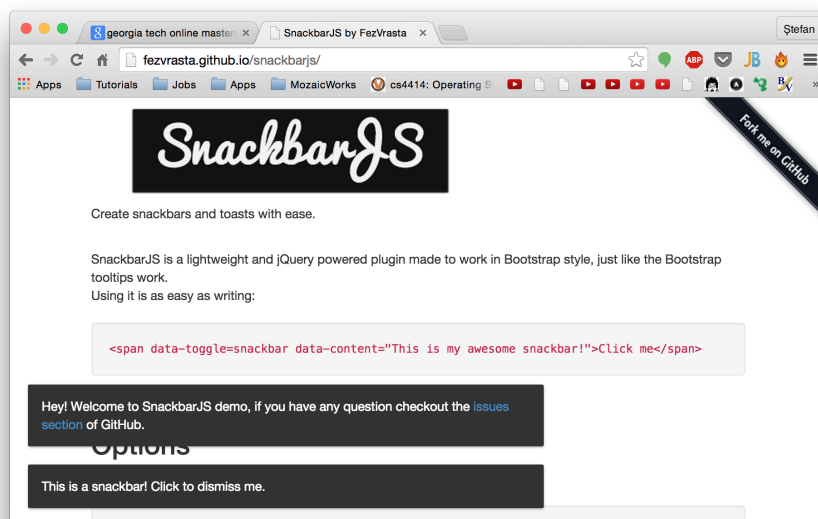 georgia tech online master
SnackbarJS by FezVrasta
Ştefan
fezvrasta.github.io/snackbarjs/
ABP
JB
Apps
Tutorials
Jobs
Apps
MozaicWorks
cs4414: Operating S
SnackbarJS
Fork me on GitHub
Create snackbars and toasts with ease.
SnackbarJS is a lightweight and jQuery powered plugin made to work in Bootstrap style, just like the Bootstrap
tooltips work.
Using it is as easy as writing:
<span data-toggle=snackbar data-content="This is my awesome snackbar!">Click me</span>
Hey! Welcome to SnackbarJS demo, if you have any question checkout the issues
section of GitHub.
Options
This is a snackbar! Click to dismiss me.